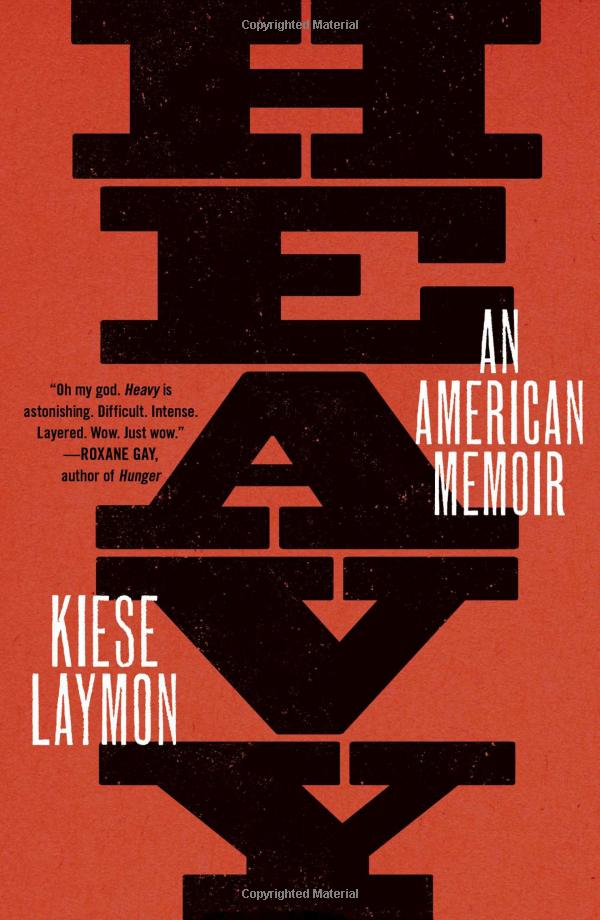 Copyrighted Material
H
E
A
V
Y
AN
AMERICAN
MEMOIR
“Oh my god. Heavy is
astonishing. Difficult. Intense.
Layered. Wow. Just wow.”
—ROXANE GAY,
author of Hunger
KIESE
LAYMON
Copyrighted Material